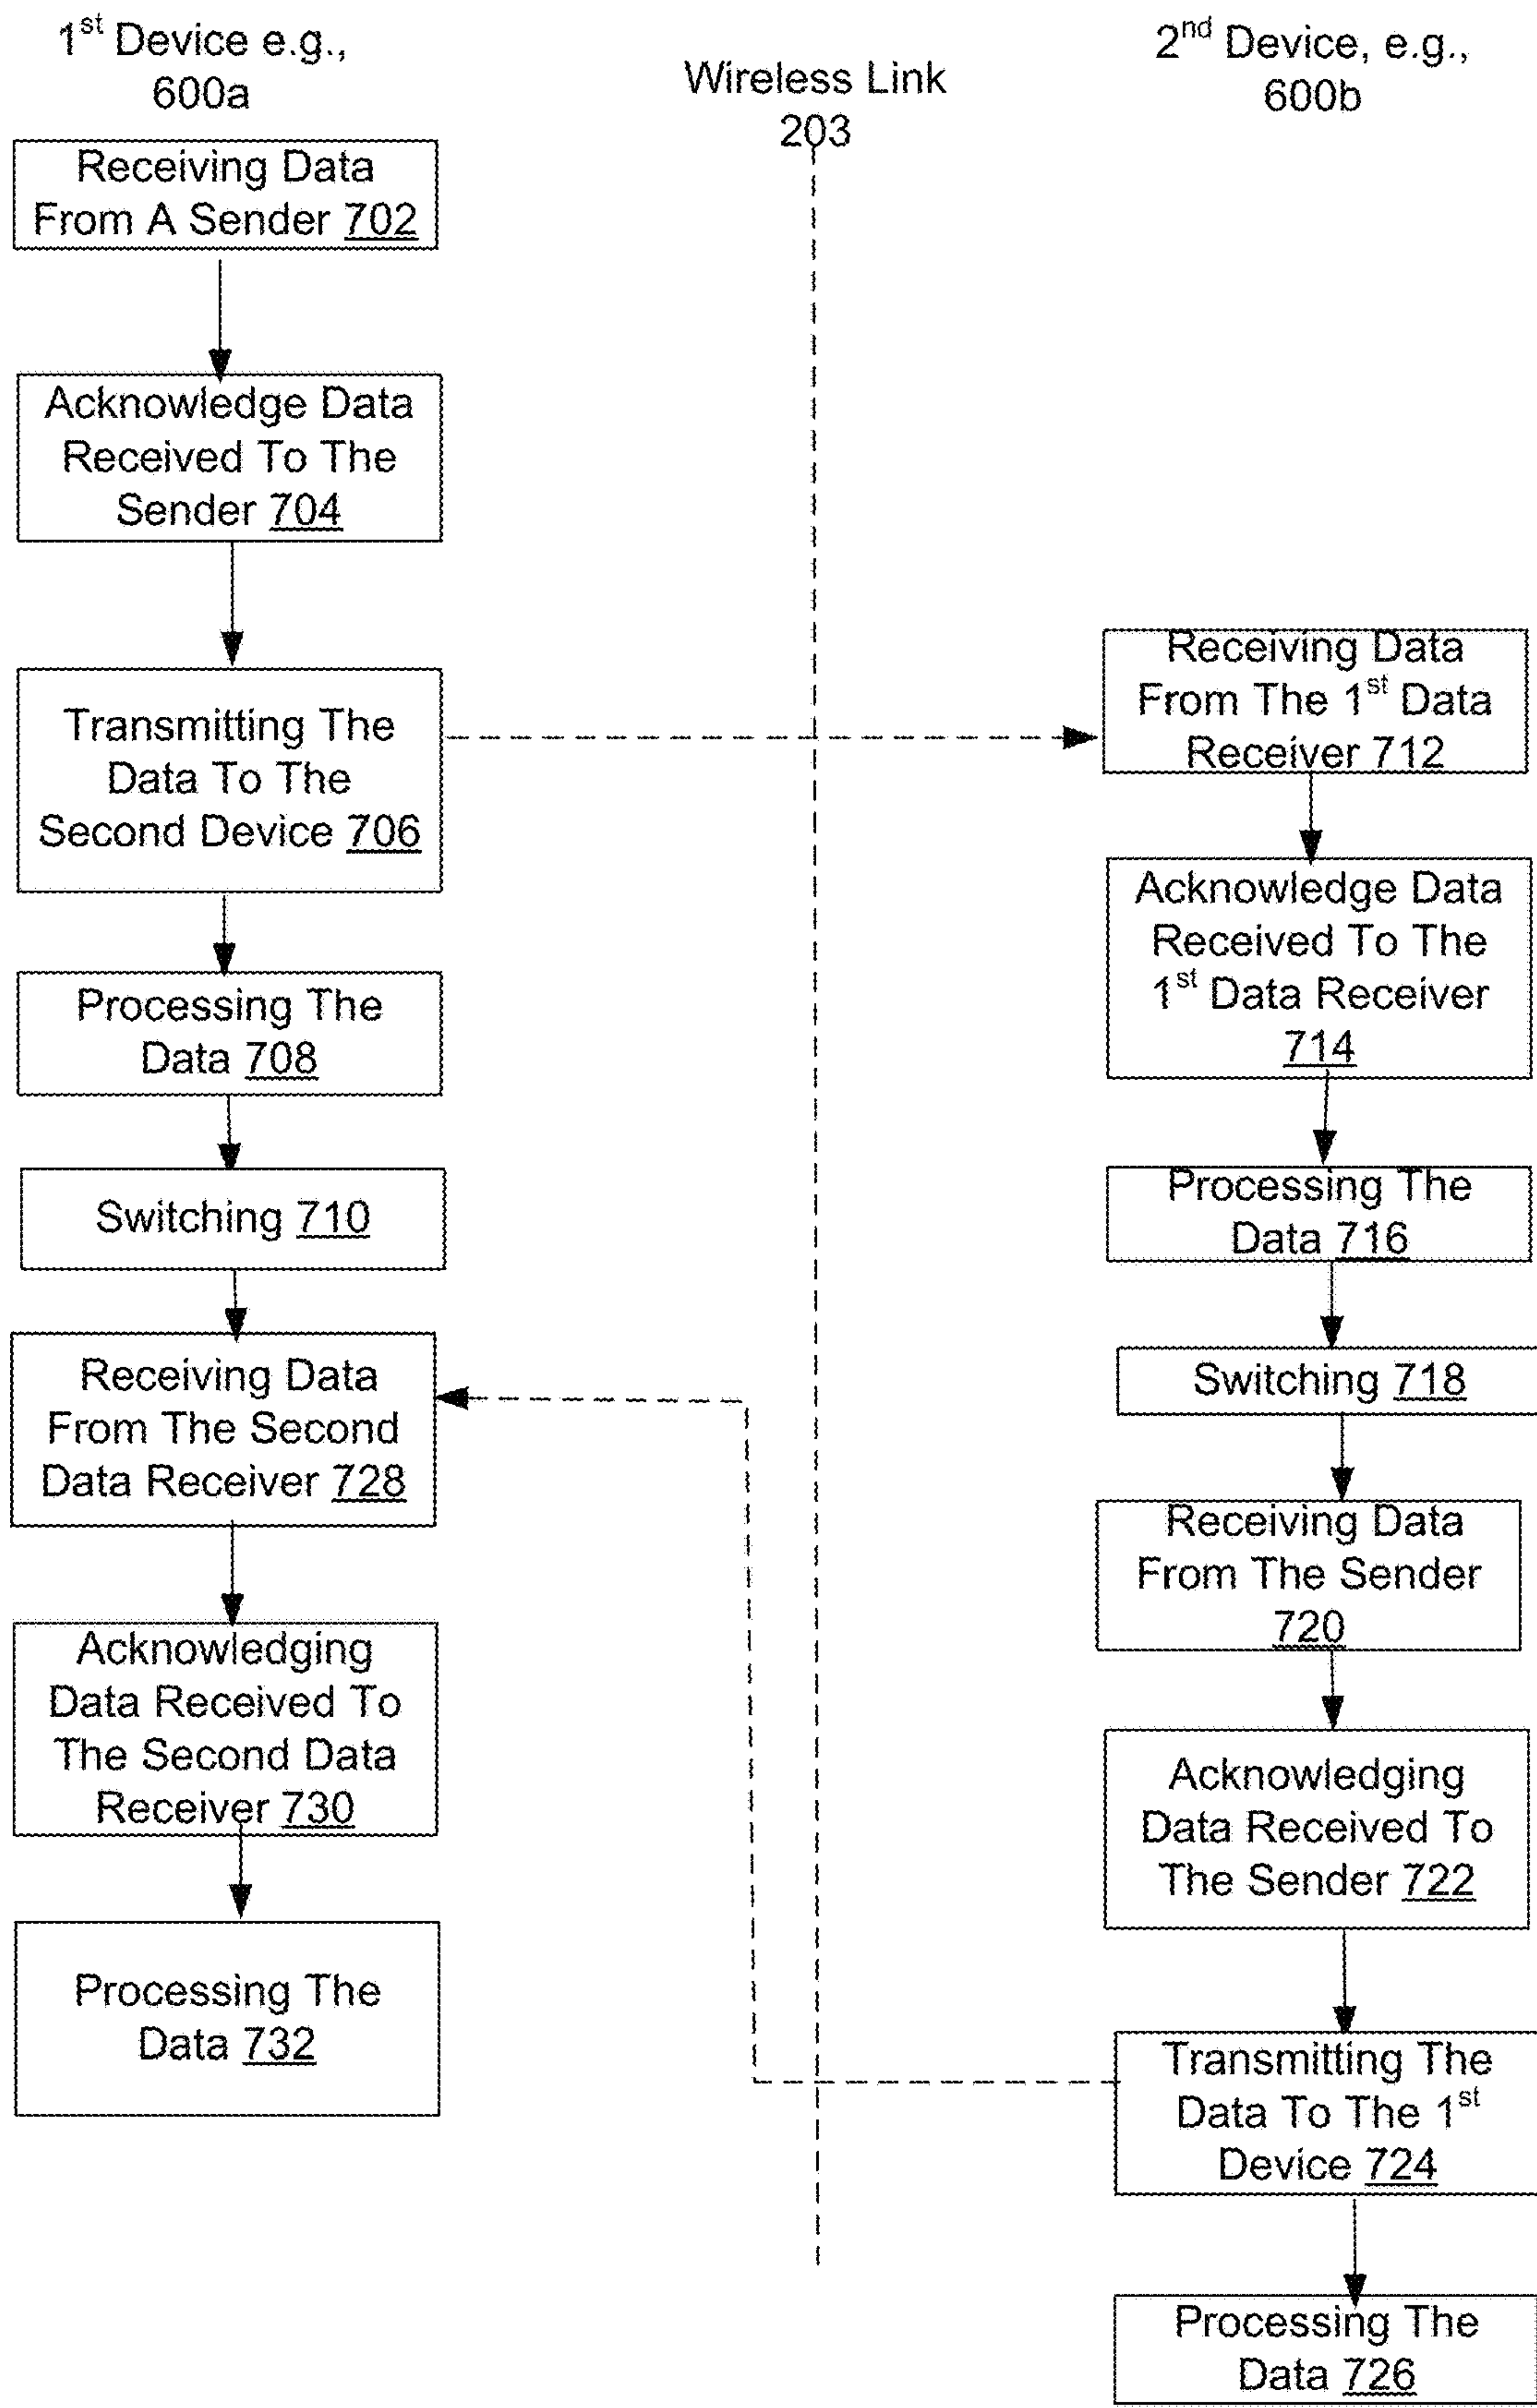 1st Device e.g.,
600a
Wireless Link
203
2nd Device, e.g.,
600b
Receiving Data
From A Sender 702
Acknowledge Data
Received To The
Sender 704
Transmitting The
Data To The
Second Device 706
Processing The
Data 708
Switching 710
Receiving Data
From The Second
Data Receiver 728
Acknowledging
Data Received To
The Second Data
Receiver 730
Processing The
Data 732
Receiving Data
From The 1st Data
Receiver 712
Acknowledge Data
Received To The
1st Data Receiver
714
Processing The
Data 716
Switching 718
Receiving Data
From The Sender
720
Acknowledging
Data Received To
The Sender 722
Transmitting The
Data To The 1st
Device 724
Processing The
Data 726